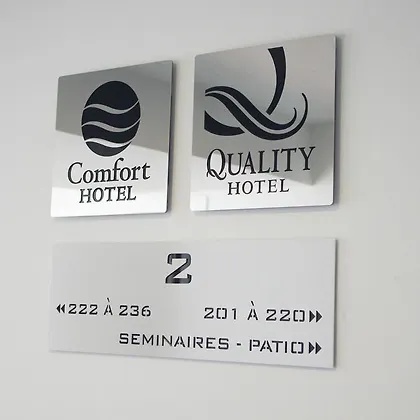 Comfort
HOTEL
QUALITY
HOTEL
2
222 À 236
201 À 220
SEMINAIRES - PATIO